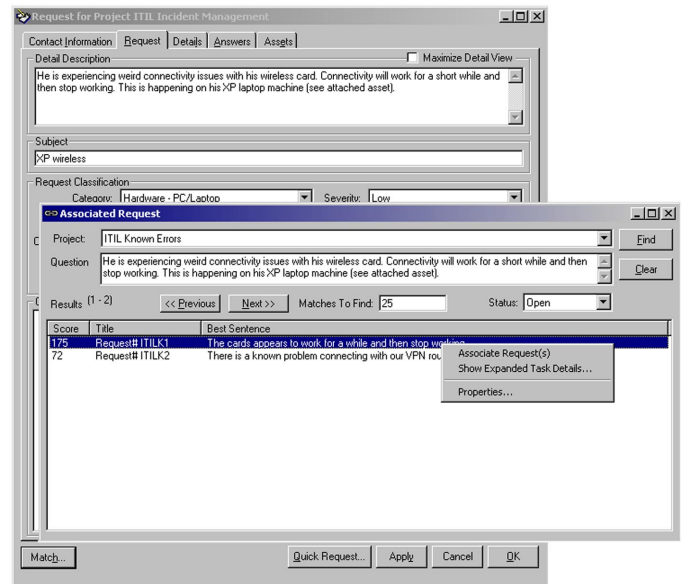 Request for Project ITIL Incident Management
Contact Information Request Details Answers Assets
Detail Description Maximize Detail View
He is experiencing weird connectivity issues with his wireless card. Connectivity will work for a short while and
then stop working. This is happening on his XP laptop machine (see attached asset).
Subject
XP wireless
Request Classification
Category: Hardware - PC/Laptop Severity: Low
Associated Request
Project: ITIL Known Errors Find
Question He is experiencing weird connectivity issues with his wireless card. Connectivity will work for a short while and then
stop working. This is happening on his XP laptop machine (see attached asset).
Clear
Results (1 - 2) << Previous Next >> Matches To Find: 25 Status: Open
Score Title Best Sentence
175 Request# ITILK1 The cards appears to work for a while and then stop working
72 Request# ITILK2 There is a known problem connecting with our VPN rou
Associate Request(s)
Show Expanded Task Details...
Properties...
Match... Quick Request... Apply Cancel OK